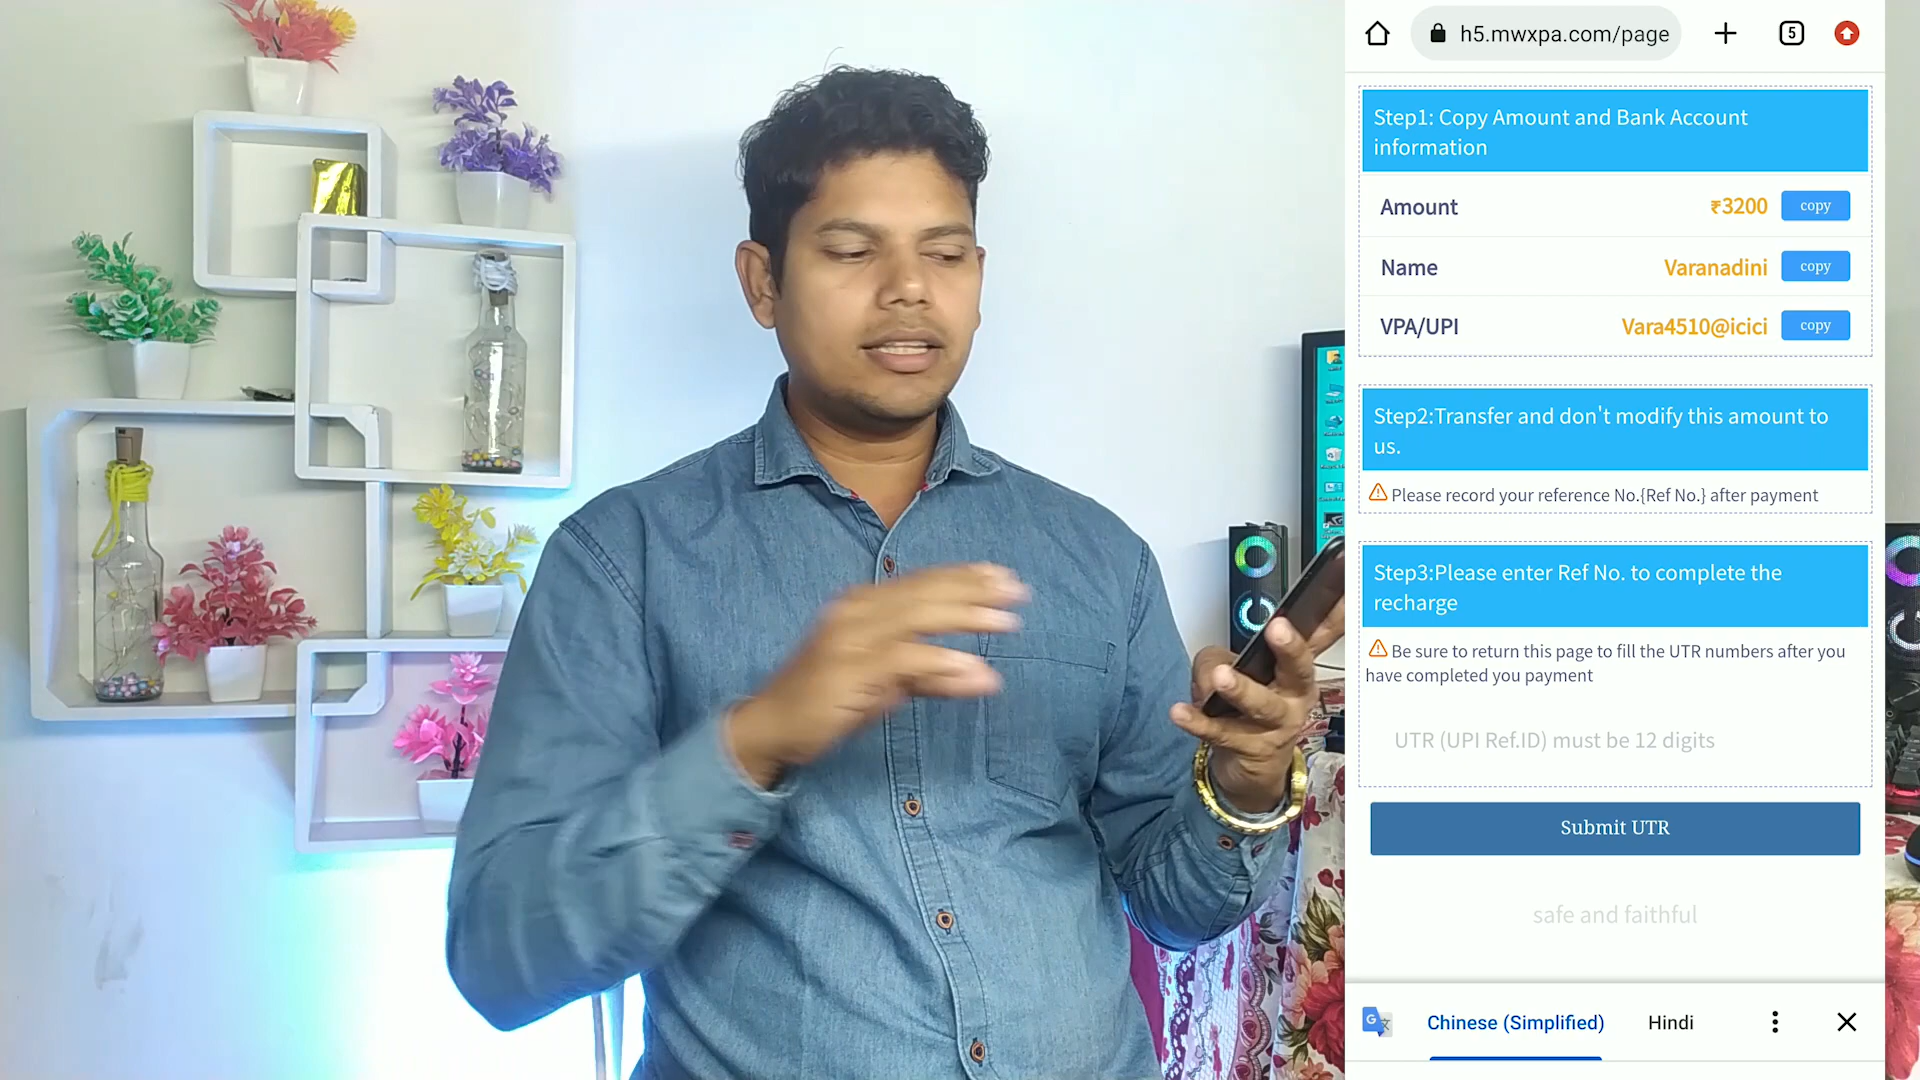 h5.mwxpa.com/page
5
Step1: Copy Amount and Bank Account
information
Amount ₹3200 copy
Name Varanadini copy
VPA/UPI Vara4510@icici copy
Step2:Transfer and don't modify this amount to
us.
Please record your reference No.{Ref No.} after payment
Step3:Please enter Ref No. to complete the
recharge
Be sure to return this page to fill the UTR numbers after you
have completed you payment
UTR (UPI Ref.ID) must be 12 digits
Submit UTR
safe and faithful
Chinese (Simplified) Hindi